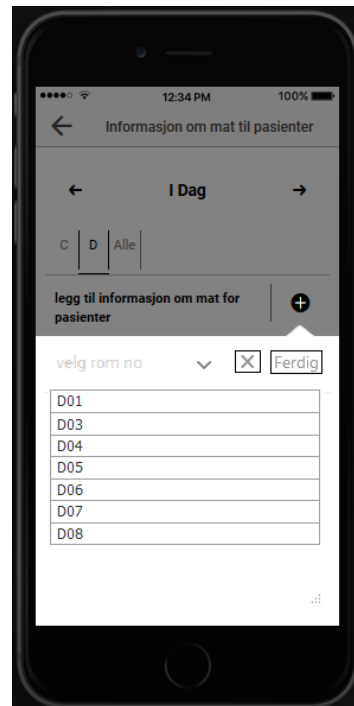 12:34 PM 100%
Informasjon om mat til pasienter
I Dag
C D Alle
legg til informasjon om mat for
pasienter
velg rom no Ferdig
D01
D03
D04
D05
D06
D07
D08